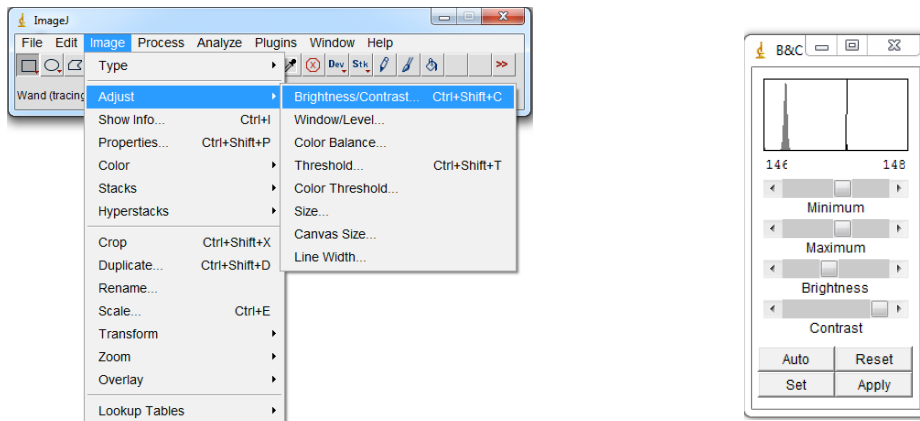 ImageJ
File Edit Image Process Analyze Plugins Window Help
Dev Stk >>
Wand (tracing
Type
Adjust
Show Info... Ctrl+I
Properties... Ctrl+Shift+P
Color
Stacks
Hyperstacks
Crop Ctrl+Shift+X
Duplicate... Ctrl+Shift+D
Rename...
Scale... Ctrl+E
Transform
Zoom
Overlay
Lookup Tables
Brightness/Contrast... Ctrl+Shift+C
Window/Level...
Color Balance...
Threshold... Ctrl+Shift+T
Color Threshold...
Size...
Canvas Size...
Line Width...
B&C
146 148
Minimum
Maximum
Brightness
Contrast
Auto Reset
Set Apply